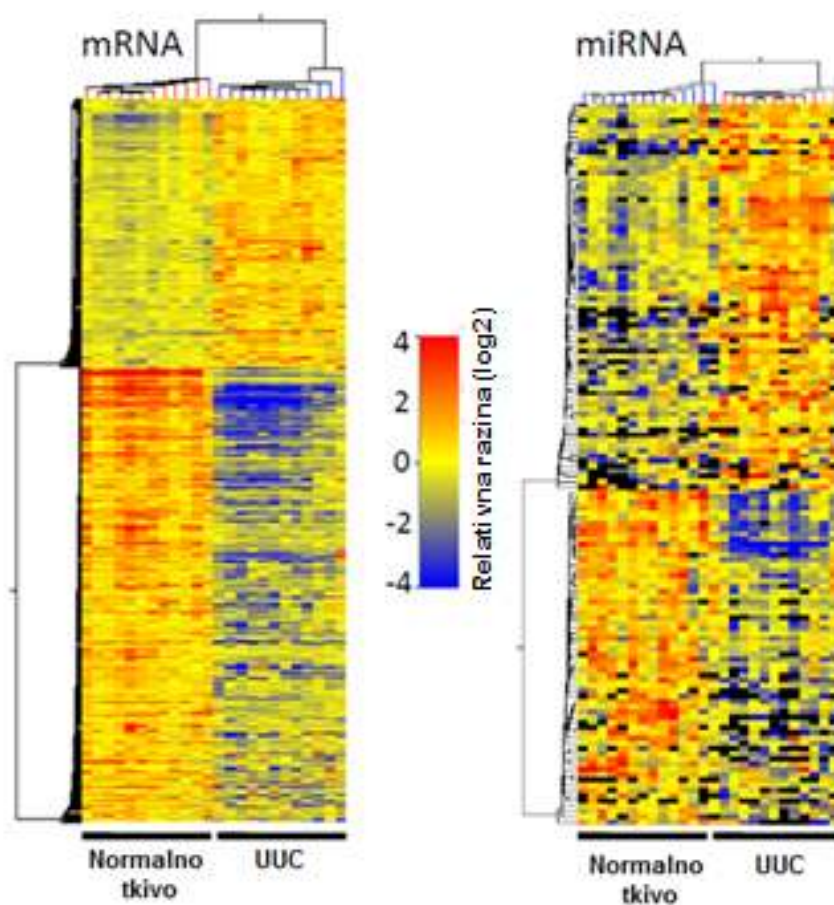 mRNA
miRNA
4
2
0
-2
-4
Relati vna razina (log2)
Normalno
tkivo
UUC
Normalno
tkivo
UUC